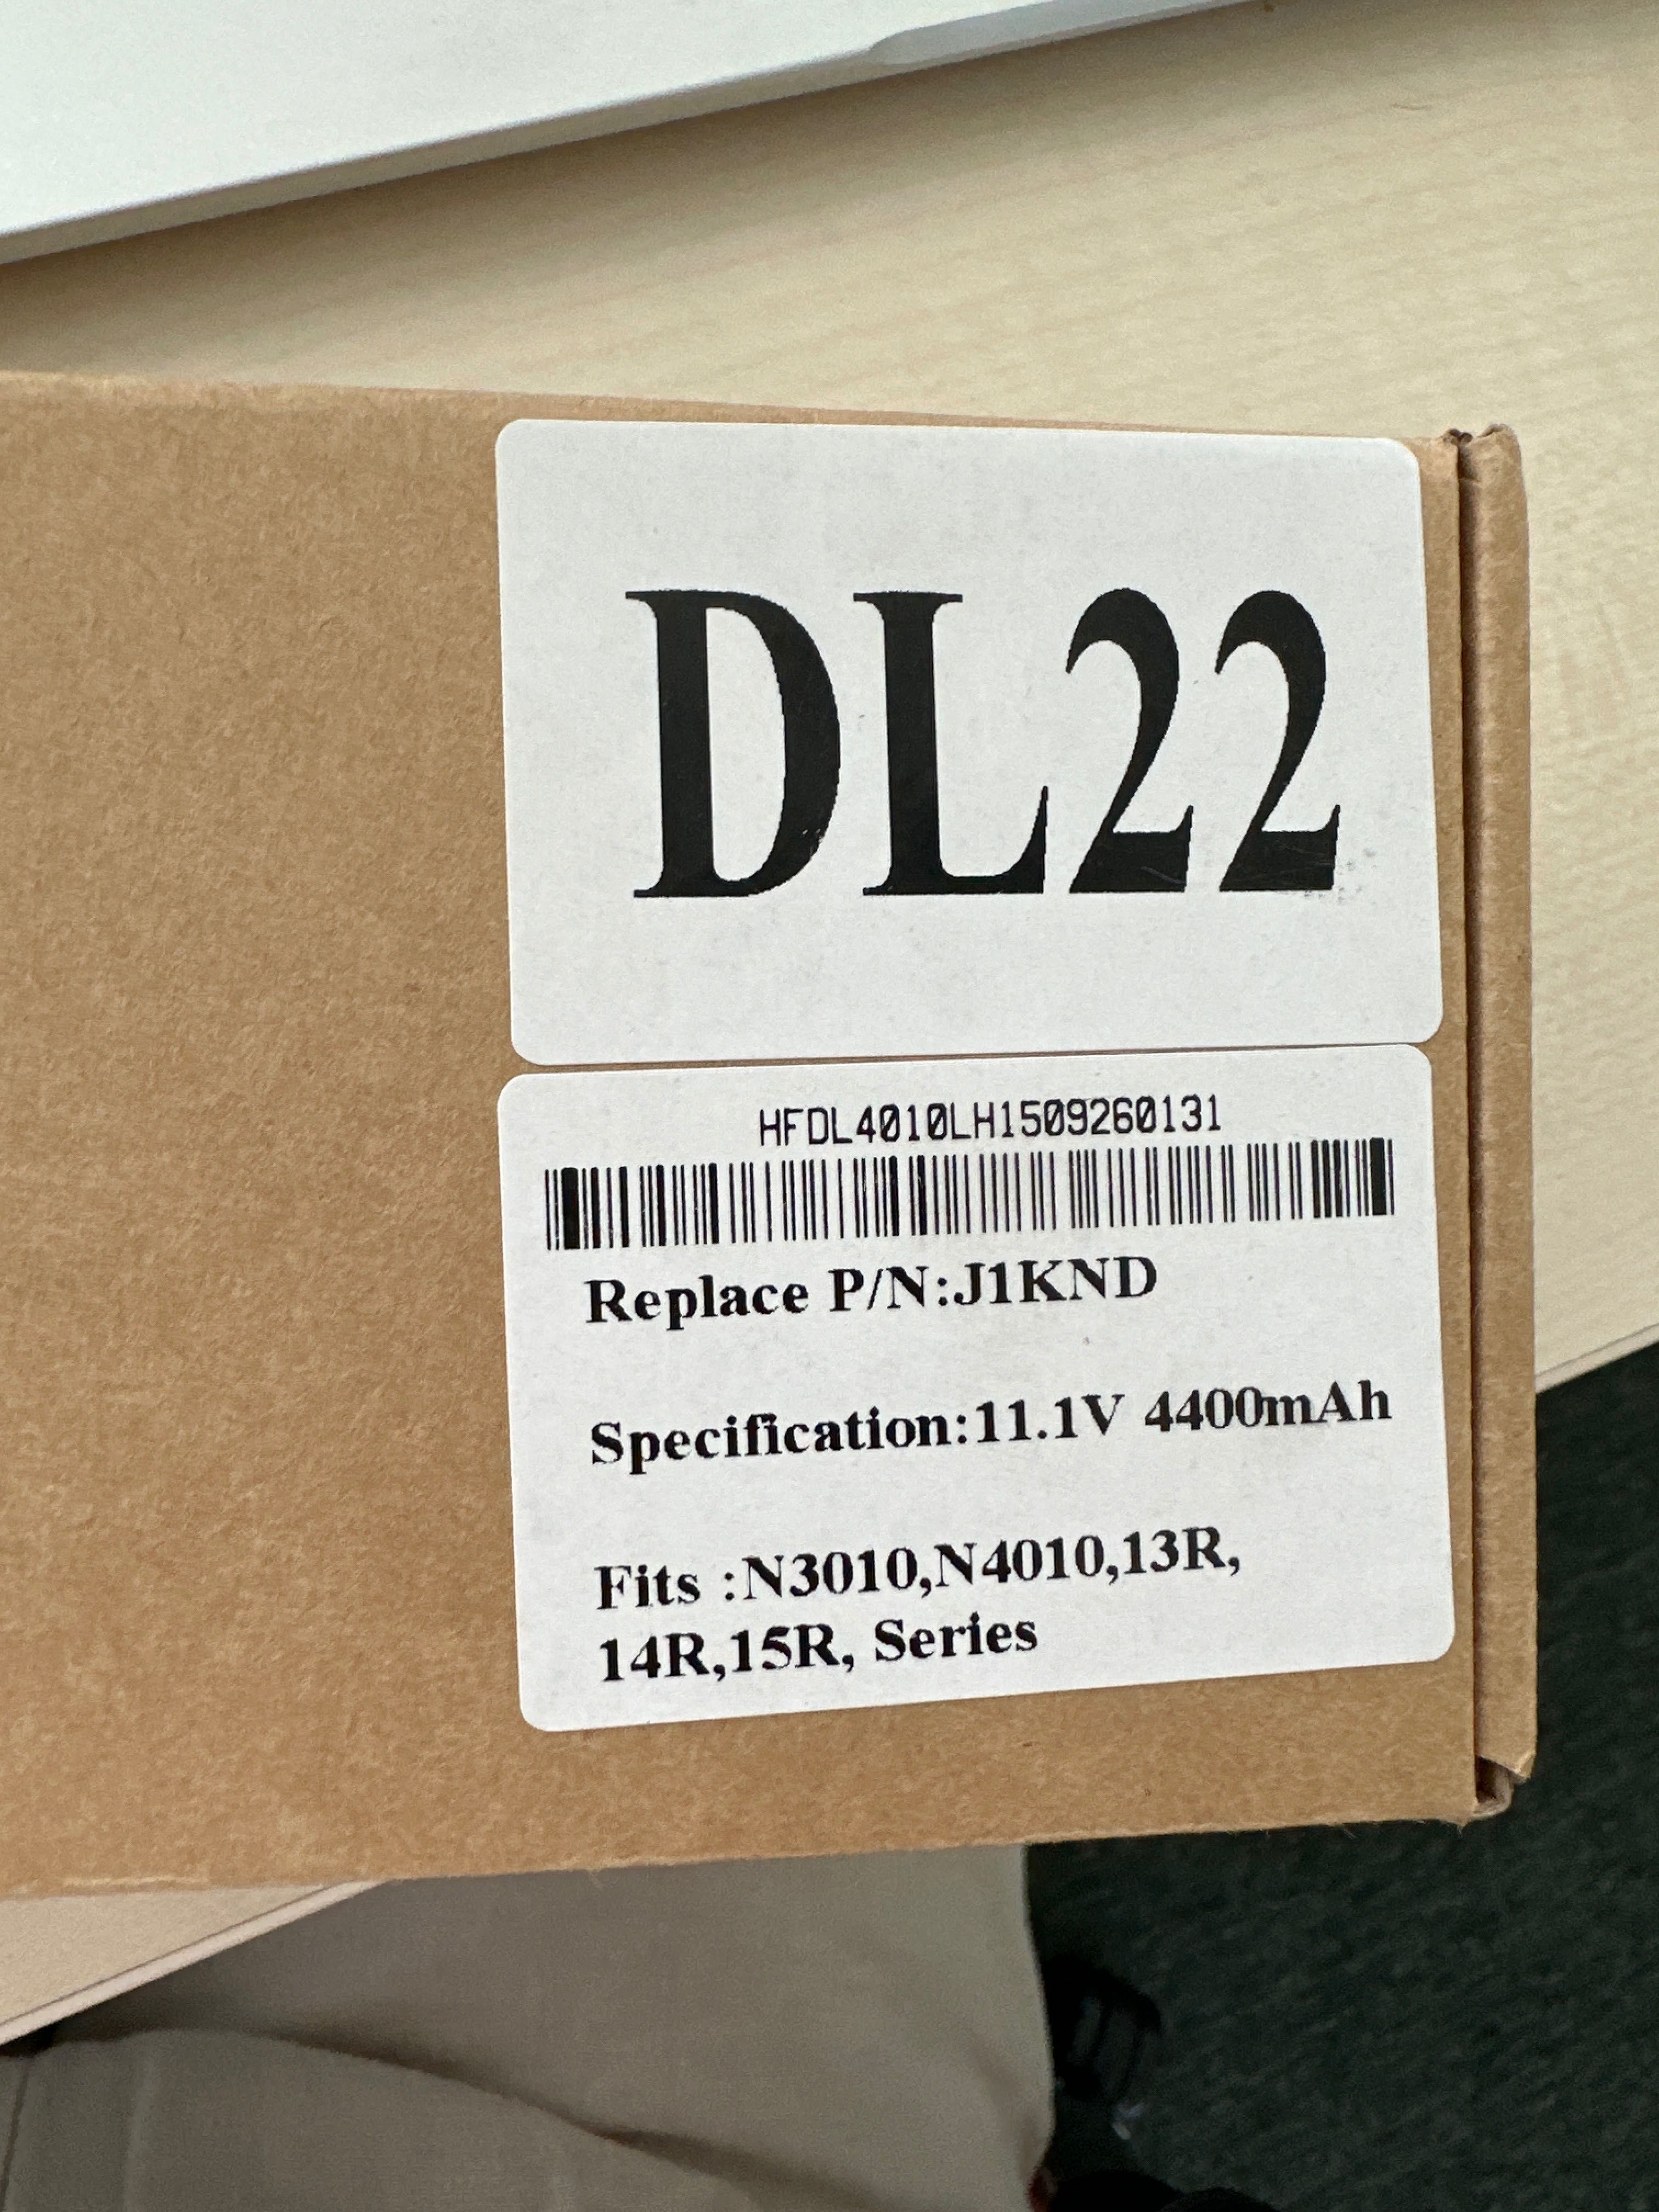 DL22
HFDL4010LH1509260131
Replace P/N:J1KND
Specification:11.1V 4400mAh
Fits :N3010,N4010,13R,
14R,15R, Series